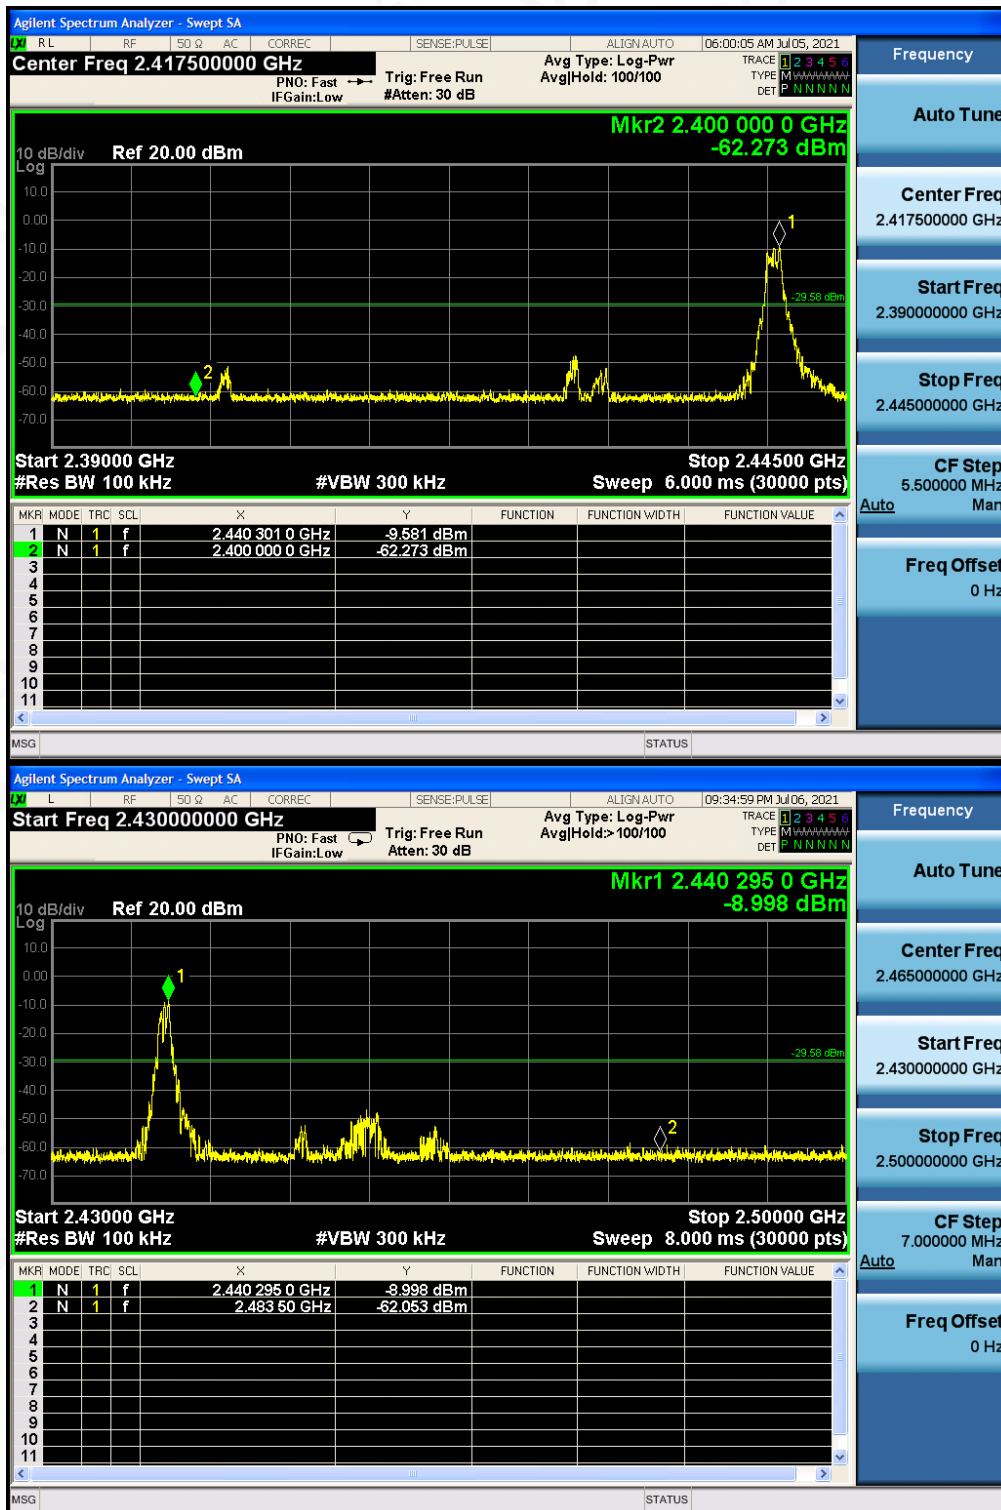 Agilent Spectrum Analyzer - Swept SA
LXI RL RF 50 Ω AC CORREC SENSE:PULSE ALIGN AUTO 06:00:05 AM Jul 05, 2021
Center Freq 2.417500000 GHz
PNO: Fast
IFGain:Low
Trig: Free Run
#Atten: 30 dB
Avg Type: Log-Pwr
Avg|Hold: 100/100
TRACE 1 2 3 4 5 6
TYPE M
DET P N N N N N
Mkr2 2.400 000 0 GHz
-62.273 dBm
10 dB/div Ref 20.00 dBm
Log
10.0
0.00
-10.0
-20.0
-30.0
-40.0
-50.0
-60.0
-70.0
1
-29.58 dBm
2
Start 2.39000 GHz Stop 2.44500 GHz
#Res BW 100 kHz #VBW 300 kHz Sweep 6.000 ms (30000 pts)
MKR MODE TRC SCL X Y FUNCTION FUNCTION WIDTH FUNCTION VALUE
1 N 1 f 2.440 301 0 GHz -9.581 dBm
2 N 1 f 2.400 000 0 GHz -62.273 dBm
3
4
5
6
7
8
9
10
11
MSG STATUS
Frequency
Auto Tune
Center Freq
2.417500000 GHz
Start Freq
2.390000000 GHz
Stop Freq
2.445000000 GHz
CF Step
5.500000 MHz
Auto Man
Freq Offset
0 Hz
Agilent Spectrum Analyzer - Swept SA
LXI L RF 50 Ω AC CORREC SENSE:PULSE ALIGN AUTO 09:34:59 PM Jul 06, 2021
Start Freq 2.430000000 GHz
PNO: Fast
IFGain:Low
Trig: Free Run
Atten: 30 dB
Avg Type: Log-Pwr
Avg|Hold:>100/100
TRACE 1 2 3 4 5 6
TYPE M
DET P N N N N N
Mkr1 2.440 295 0 GHz
-8.998 dBm
10 dB/div Ref 20.00 dBm
Log
10.0
0.00
-10.0
-20.0
-30.0
-40.0
-50.0
-60.0
-70.0
1
-29.58 dBm
2
Start 2.43000 GHz Stop 2.50000 GHz
#Res BW 100 kHz #VBW 300 kHz Sweep 8.000 ms (30000 pts)
MKR MODE TRC SCL X Y FUNCTION FUNCTION WIDTH FUNCTION VALUE
1 N 1 f 2.440 295 0 GHz -8.998 dBm
2 N 1 f 2.483 50 GHz -62.053 dBm
3
4
5
6
7
8
9
10
11
MSG STATUS
Frequency
Auto Tune
Center Freq
2.465000000 GHz
Start Freq
2.430000000 GHz
Stop Freq
2.500000000 GHz
CF Step
7.000000 MHz
Auto Man
Freq Offset
0 Hz